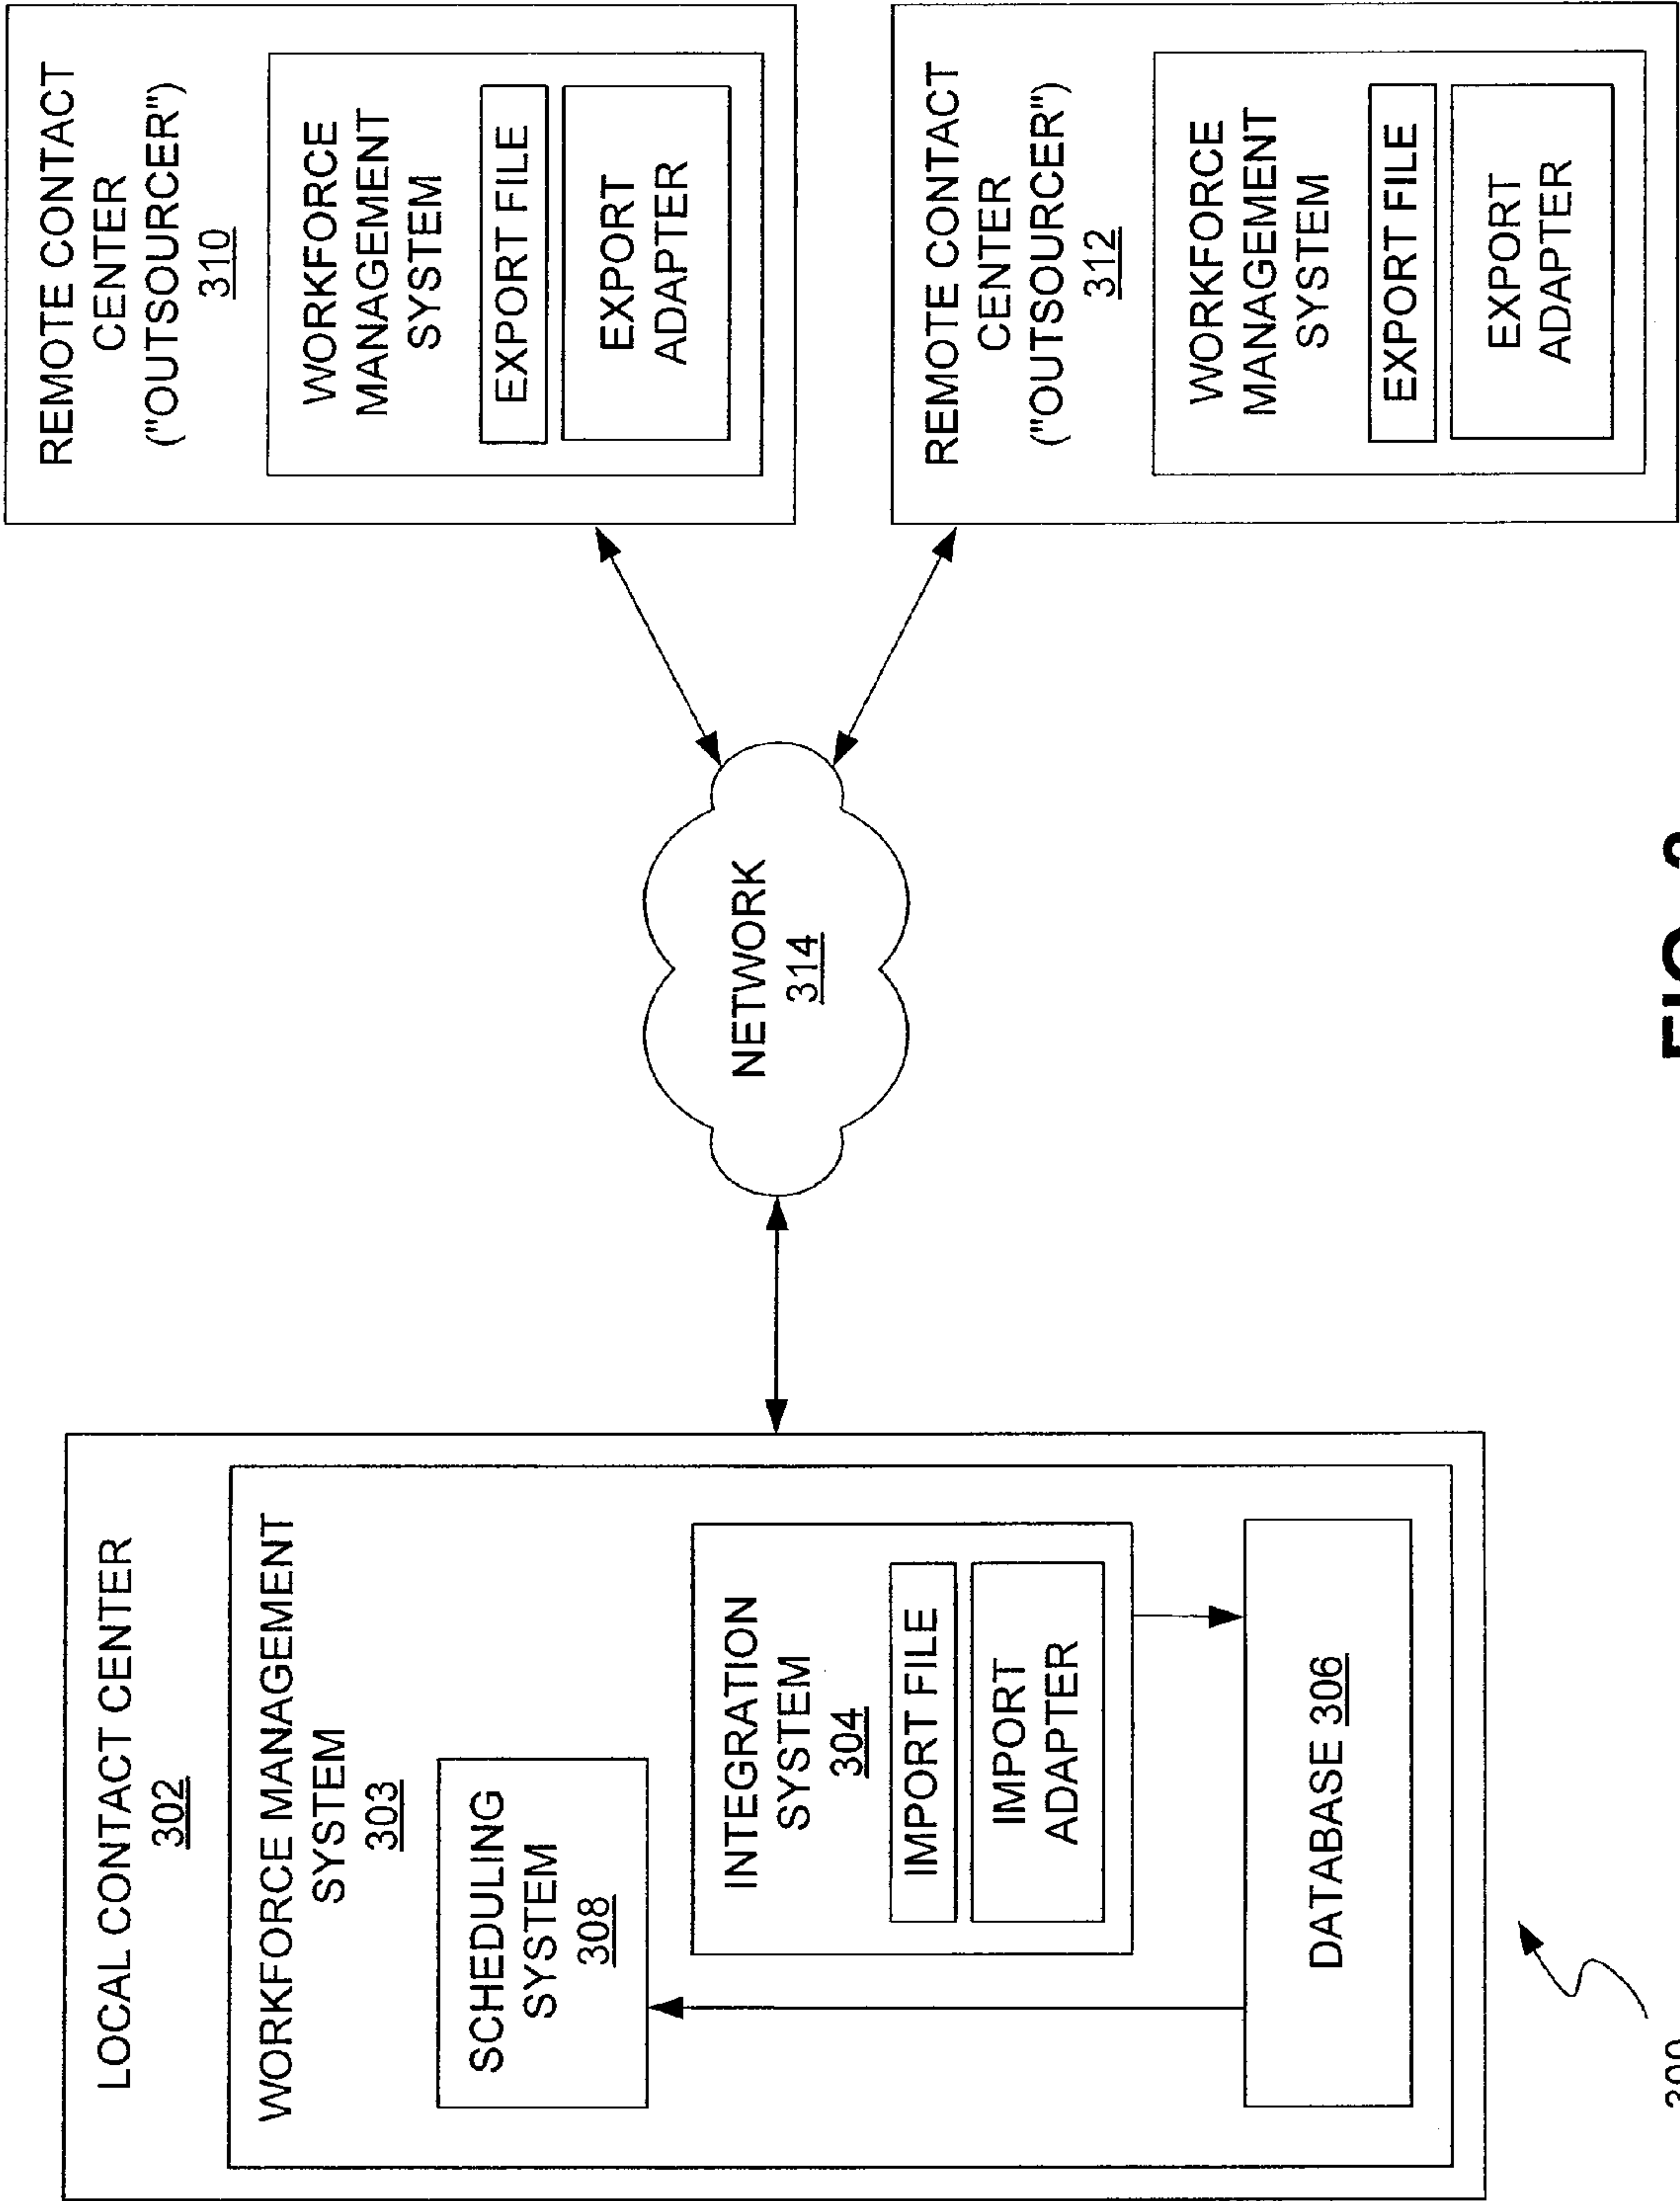 LOCAL CONTACT CENTER
302
WORKFORCE MANAGEMENT
SYSTEM
303
SCHEDULING
SYSTEM
308
INTEGRATION
SYSTEM
304
IMPORT FILE
IMPORT
ADAPTER
DATABASE 306
NETWORK
314
REMOTE CONTACT
CENTER
("OUTSOURCER")
310
WORKFORCE
MANAGEMENT
SYSTEM
EXPORT FILE
EXPORT
ADAPTER
REMOTE CONTACT
CENTER
("OUTSOURCER")
312
WORKFORCE
MANAGEMENT
SYSTEM
EXPORT FILE
EXPORT
ADAPTER
300
FIG.